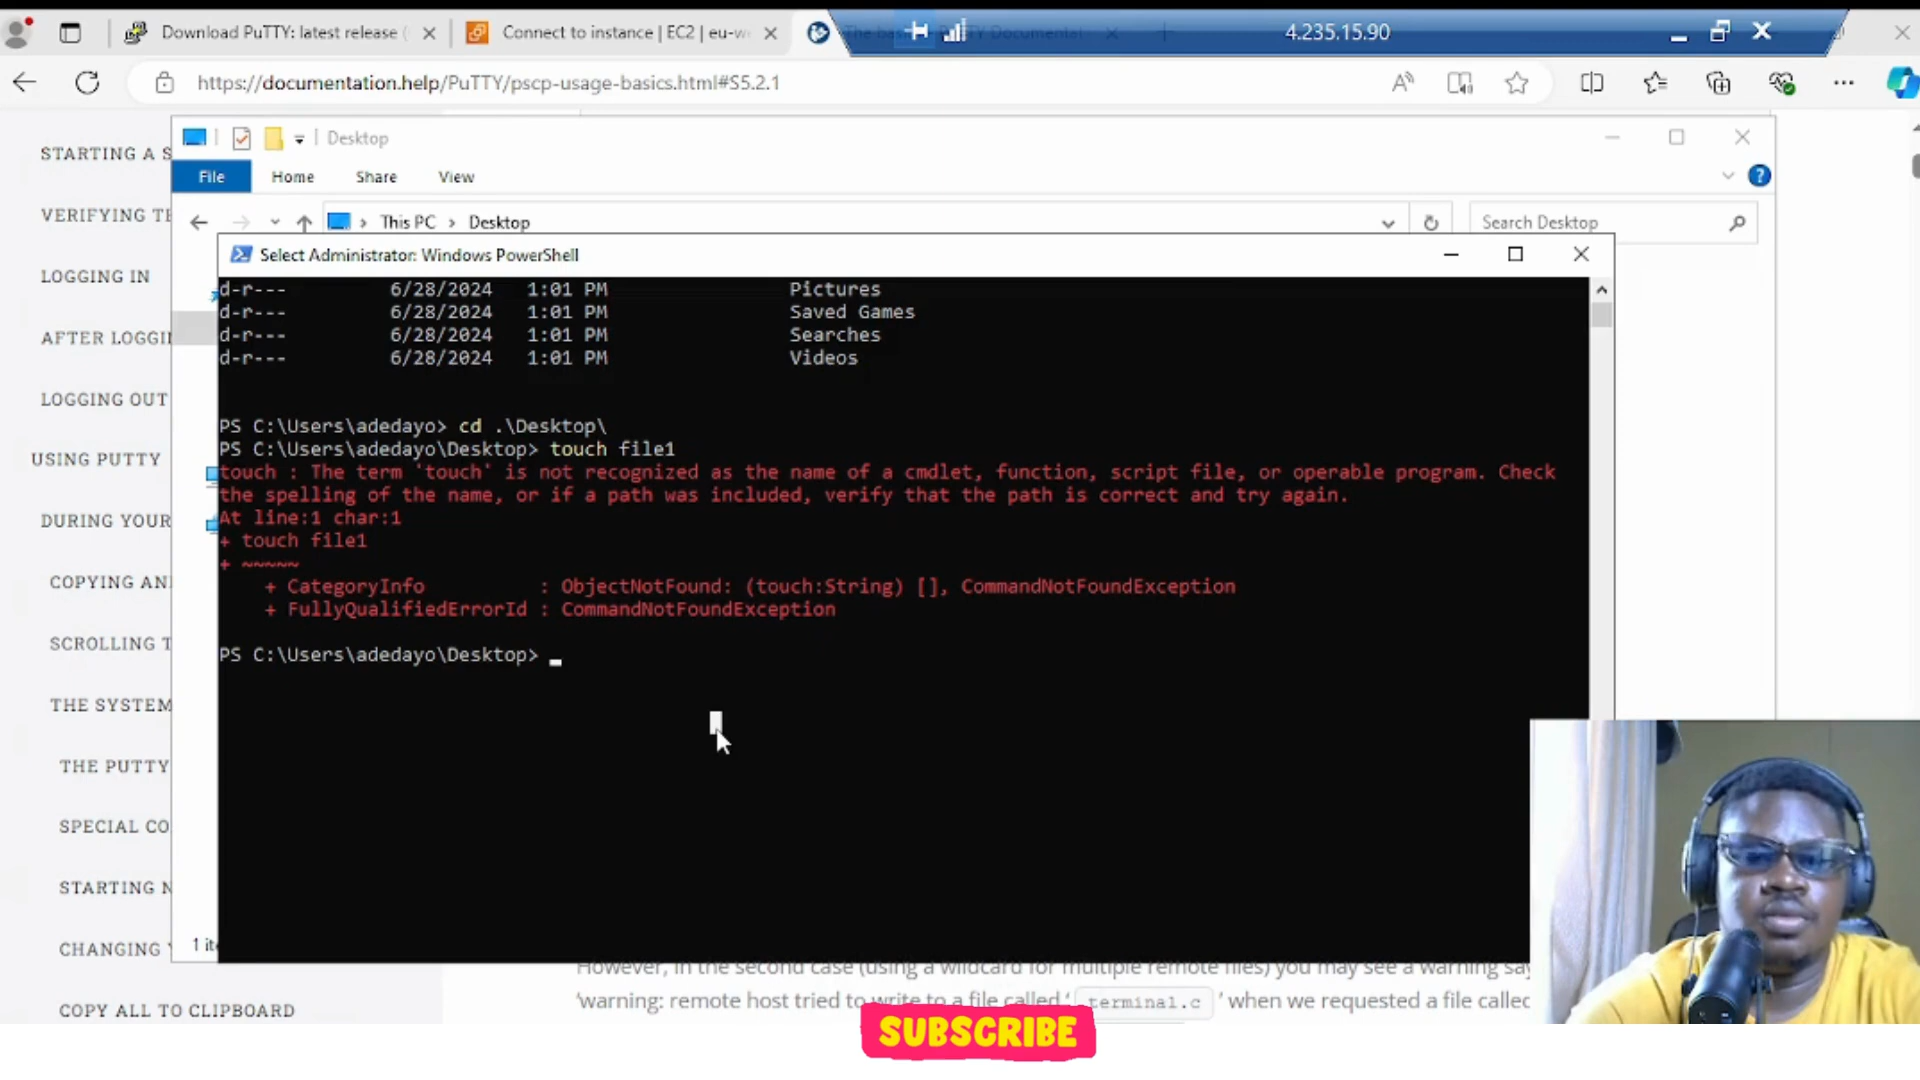 Download PuTTY: latest release (
Connect to instance | EC2 | eu-w
4.235.15.90
https://documentation.help/PuTTY/pscp-usage-basics.html#S5.2.1
Desktop
File Home Share View
This PC > Desktop
Search Desktop
Select Administrator: Windows PowerShell
d-r--- 6/28/2024 1:01 PM Pictures
d-r--- 6/28/2024 1:01 PM Saved Games
d-r--- 6/28/2024 1:01 PM Searches
d-r--- 6/28/2024 1:01 PM Videos
PS C:\Users\adedayo> cd .\Desktop\
PS C:\Users\adedayo\Desktop> touch file1
touch : The term 'touch' is not recognized as the name of a cmdlet, function, script file, or operable program. Check
the spelling of the name, or if a path was included, verify that the path is correct and try again.
At line:1 char:1
+ touch file1
+ ~~~~~
+ CategoryInfo : ObjectNotFound: (touch:String) [], CommandNotFoundException
+ FullyQualifiedErrorId : CommandNotFoundException
PS C:\Users\adedayo\Desktop>
STARTING A S
VERIFYING TH
LOGGING IN
AFTER LOGGI
LOGGING OUT
USING PUTTY
DURING YOUR
COPYING AN
SCROLLING T
THE SYSTEM
THE PUTTY
SPECIAL CO
STARTING N
CHANGING
COPY ALL TO CLIPBOARD
1 it
However, in the second case (using a wildcard for multiple remote files) you may see a warning say
'warning: remote host tried to write to a file called ' terminal.c ' when we requested a file called
SUBSCRIBE